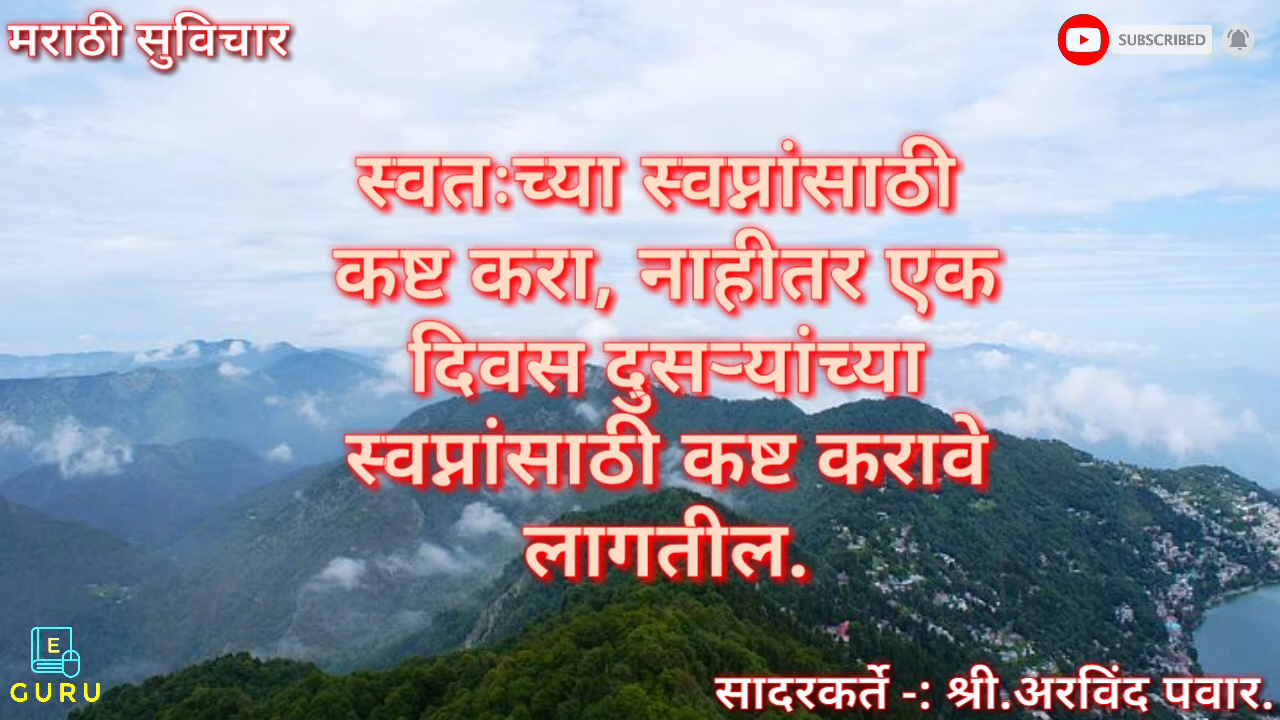 मराठी सुविचार
SUBSCRIBED
स्वतःच्या स्वप्नांसाठी
कष्ट करा, नाहीतर एक
दिवस दुसऱ्यांच्या
स्वप्नांसाठी कष्ट करावे
लागतील.
E
GURU
सादरकर्ते -: श्री.अरविंद पवार.